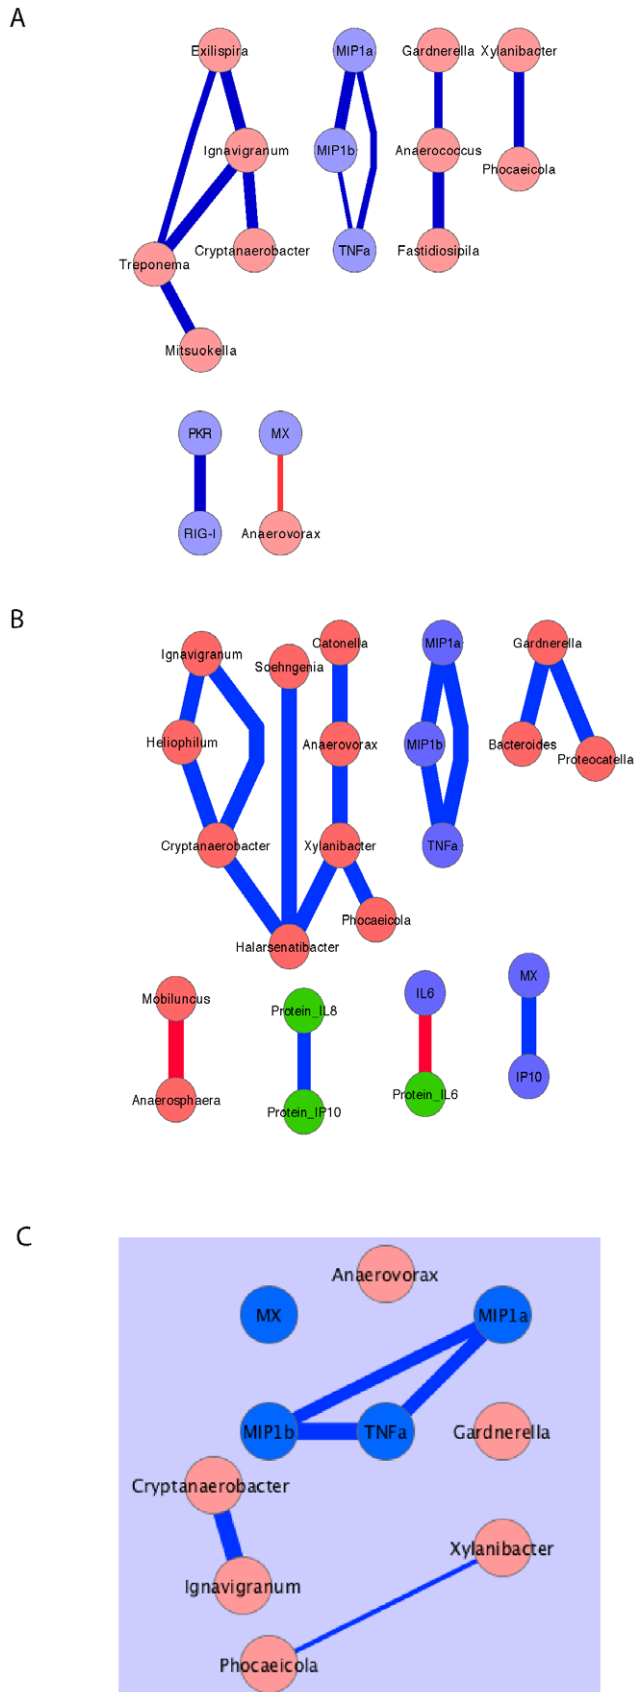 A
Exilispira
MIP1a
Gardnerella
Xylanibacter
Ignavigranum
MIP1b
Anaerococcus
Phocaeicola
Treponema
Cryptanaerobacter
TNFa
Fastidiosipila
Mitsuokella
PKR
MX
RIG-I
Anaerovorax
B
Ignavigranum
Soehngenia
Catonella
MIP1a
Gardnerella
Heliophilum
Anaerovorax
MIP1b
Bacteroides
Proteocatella
Cryptanaerobacter
Xylanibacter
TNFa
Phocaeicola
Halarsenatibacter
Mobiluncus
Protein_IL8
IL6
MX
Anaerosphaera
Protein_IP10
Protein_IL6
IP10
C
Anaerovorax
MX
MIP1a
MIP1b
TNFa
Gardnerella
Cryptanaerobacter
Xylanibacter
Ignavigranum
Phocaeicola